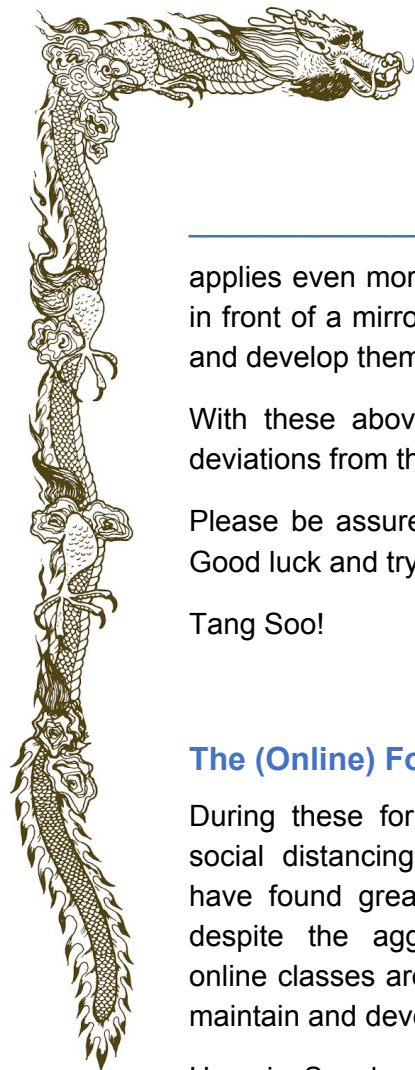 applies even mor
in front of a mirro
and develop them
With these abov
deviations from th
Please be assure
Good luck and try
Tang Soo!
The (Online) Fo
During these for
social distancing
have found grea
despite the agg
online classes are
maintain and deve